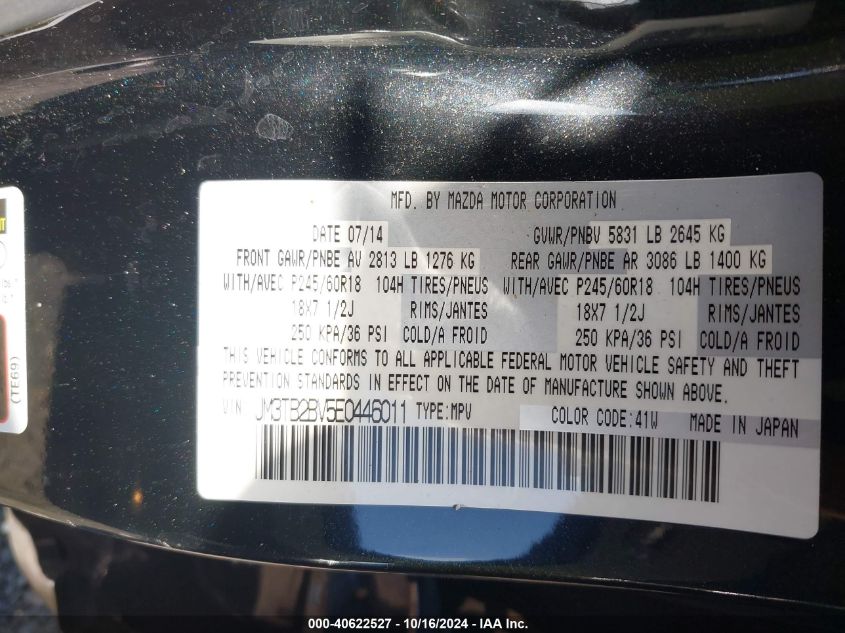 MFD. BY MAZDA MOTOR CORPORATION
DATE 07/14 GVWR/PNBV 5831 LB 2645 KG
FRONT GAWR/PNBE AV 2813 LB 1276 KG REAR GAWR/PNBE AR 3086 LB 1400 KG
WITH/AVEC P245/60R18 104H TIRES/PNEUS WITH/AVEC P245/60R18 104H TIRES/PNEUS
18X7 1/2J RIMS/JANTES 18X7 1/2J RIMS/JANTES
250 KPA/36 PSI COLD/A FROID 250 KPA/36 PSI COLD/A FROID
THIS VEHICLE CONFORMS TO ALL APPLICABLE FEDERAL MOTOR VEHICLE SAFETY AND THEFT
PREVENTION STANDARDS IN EFFECT ON THE DATE OF MANUFACTURE SHOWN ABOVE.
VIN JM3TB2BV5E0446011 TYPE:MPV COLOR CODE:41W MADE IN JAPAN
(TE69)
000-40622527 - 10/16/2024 - IAA Inc.